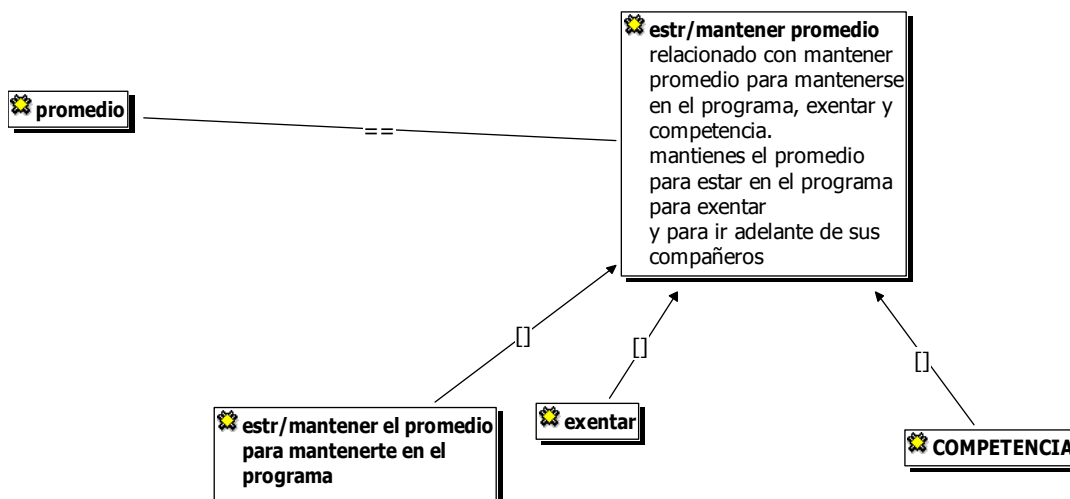 estr/mantener promedio
relacionado con mantener
promedio para mantenerse
en el programa, exentar y
competencia.
mantienes el promedio
para estar en el programa
para exentar
y para ir adelante de sus
compañeros
promedio
==
[]
[]
[]
estr/mantener el promedio
para mantenerte en el
programa
exentar
COMPETENCIA